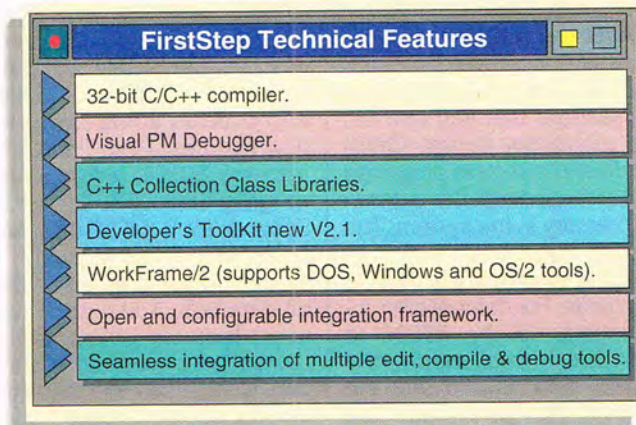 FirstStep Technical Features
32-bit C/C++ compiler.
Visual PM Debugger.
C++ Collection Class Libraries.
Developer's ToolKit new V2.1.
WorkFrame/2 (supports DOS, Windows and OS/2 tools).
Open and configurable integration framework.
Seamless integration of multiple edit,compile & debug tools.